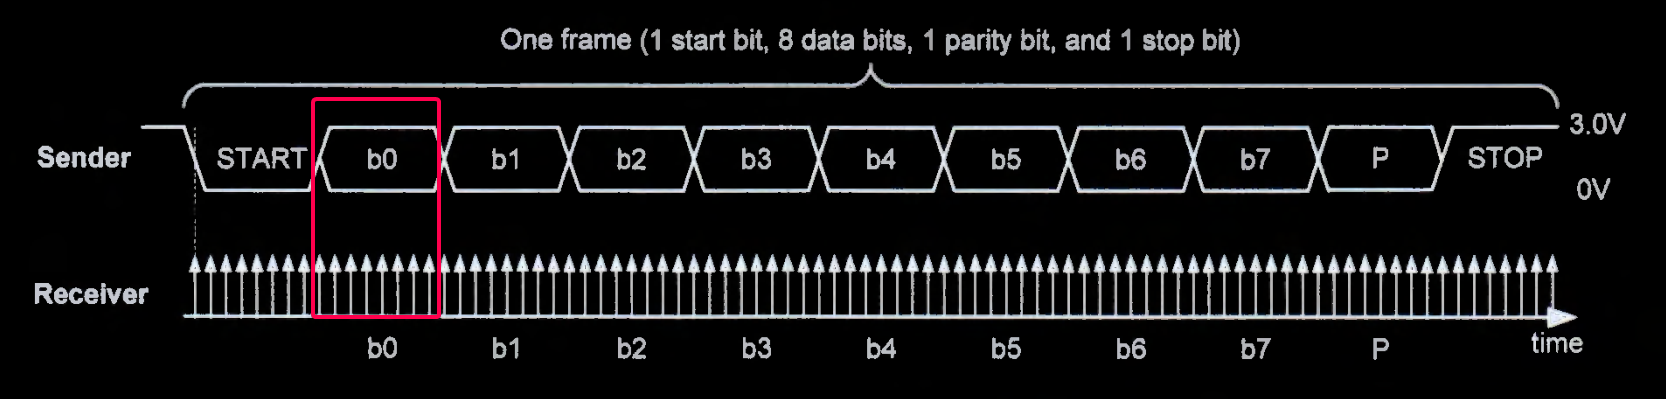 One frame (1 start bit, 8 data bits, 1 parity bit, and 1 stop bit)
3.0V
Sender START b0 b1 b2 b3 b4 b5 b6 b7 P STOP
0V
Receiver
b0 b1 b2 b3 b4 b5 b6 b7 P time